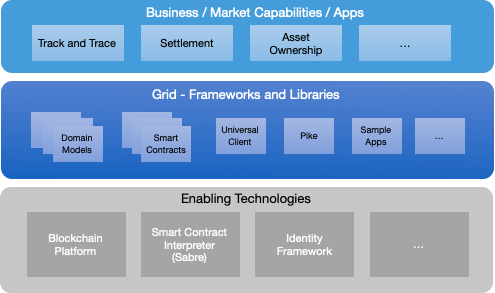 Business / Market Capabilities / Apps
Track and Trace
Settlement
Asset
Ownership
...
Grid - Frameworks and Libraries
Domain
Models
Smart
Contracts
Universal
Client
Pike
Sample
Apps
...
Enabling Technologies
Blockchain
Platform
Smart Contract
Interpreter
(Sabre)
Identity
Framework
...